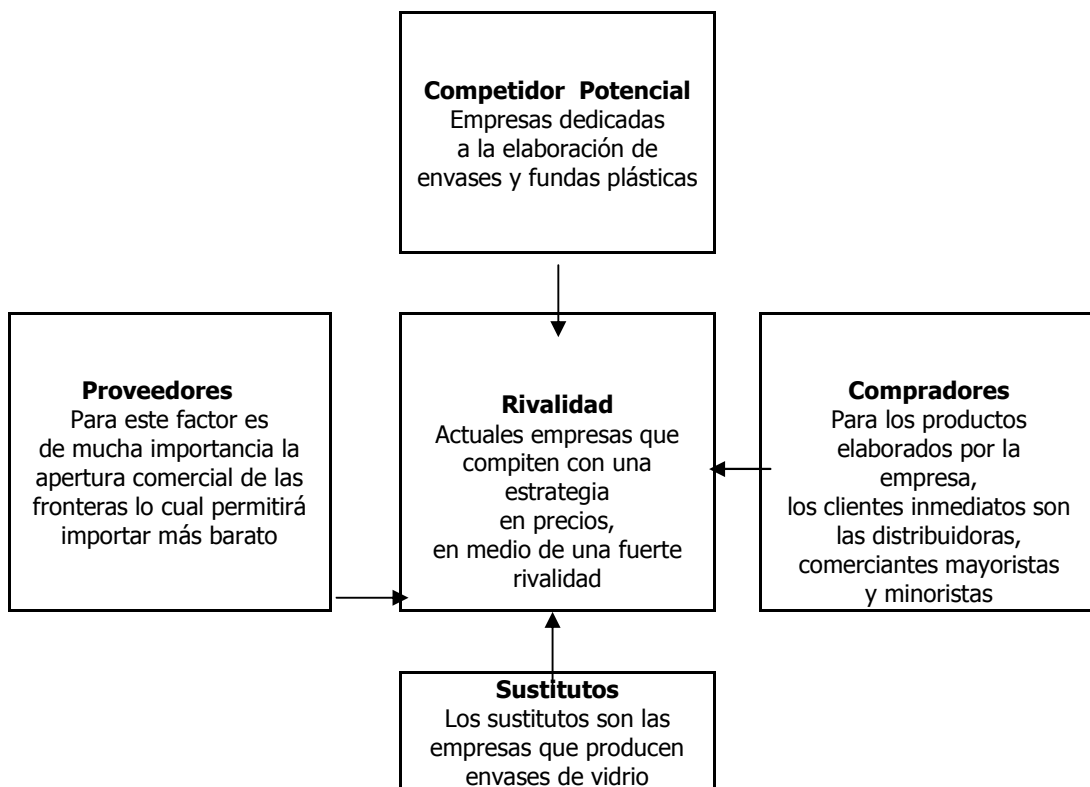 Competidor Potencial
Empresas dedicadas
a la elaboración de
envases y fundas plásticas
Proveedores
Para este factor es
de mucha importancia la
apertura comercial de las
fronteras lo cual permitirá
importar más barato
Rivalidad
Actuales empresas que
compiten con una
estrategia
en precios,
en medio de una fuerte
rivalidad
Compradores
Para los productos
elaborados por la
empresa,
los clientes inmediatos son
las distribuidoras,
comerciantes mayoristas
y minoristas
Sustitutos
Los sustitutos son las
empresas que producen
envases de vidrio